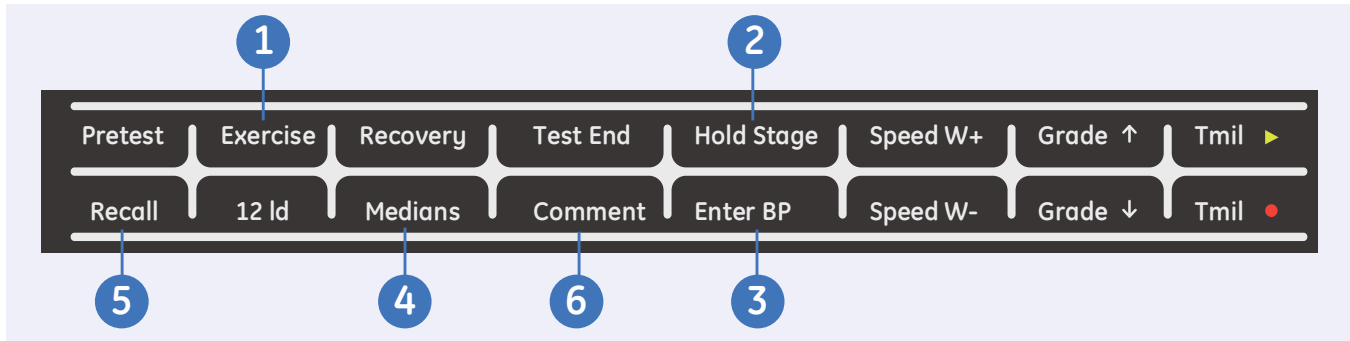 1 2
Pretest Exercise Recovery Test End Hold Stage Speed W+ Grade ↑ Tmil ▶
Recall 12 ld Medians Comment Enter BP Speed W- Grade ↓ Tmil ●
5 4 6 3